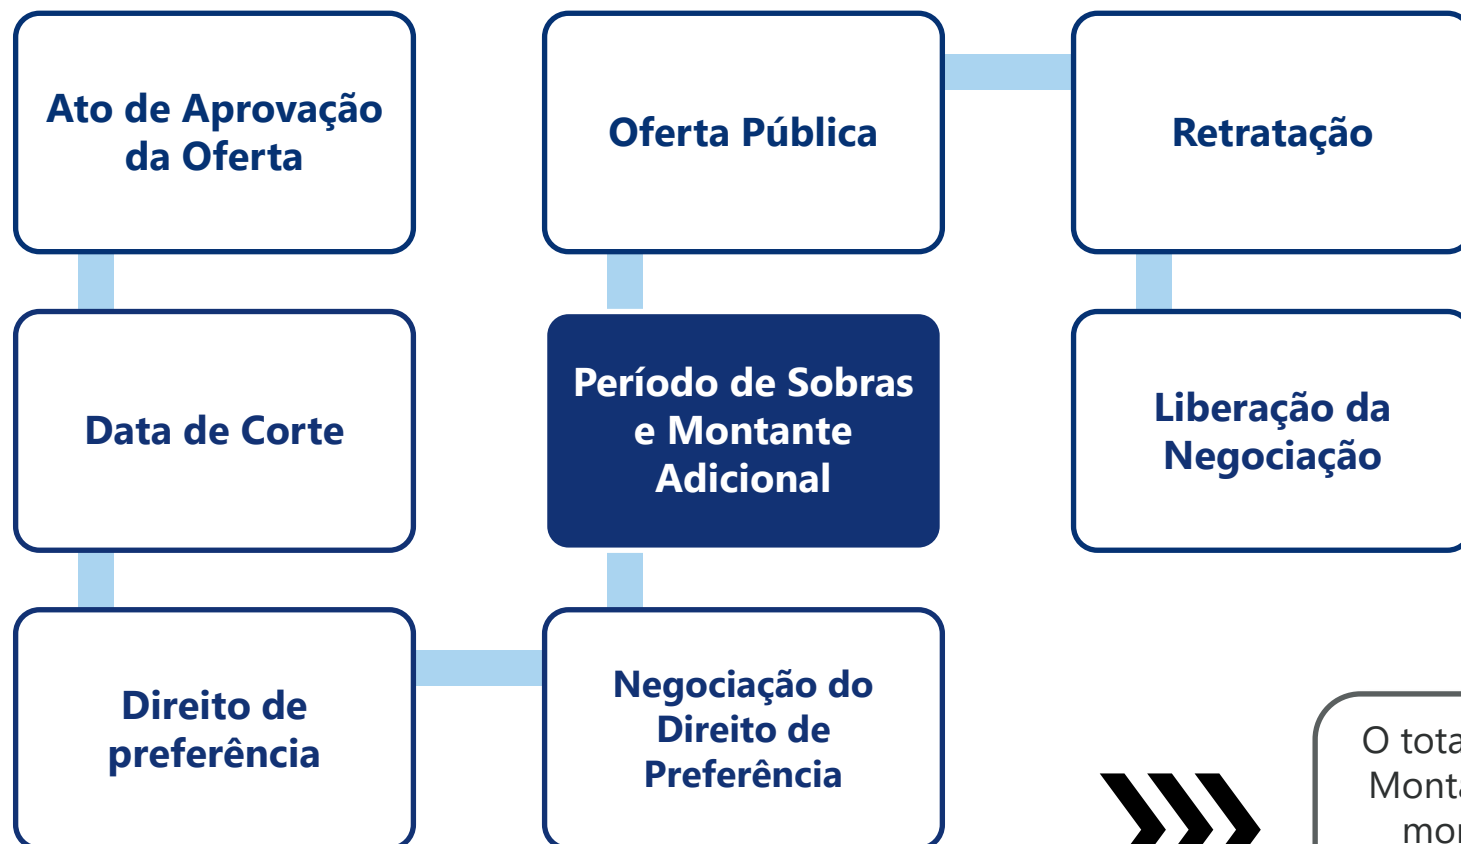 Ato de Aprovação
da Oferta
Data de Corte
Direito de
preferência
Negociação do
Direito de
Preferência
Período de Sobras
e Montante
Adicional
Oferta Pública
Retratação
Liberação da
Negociação
O